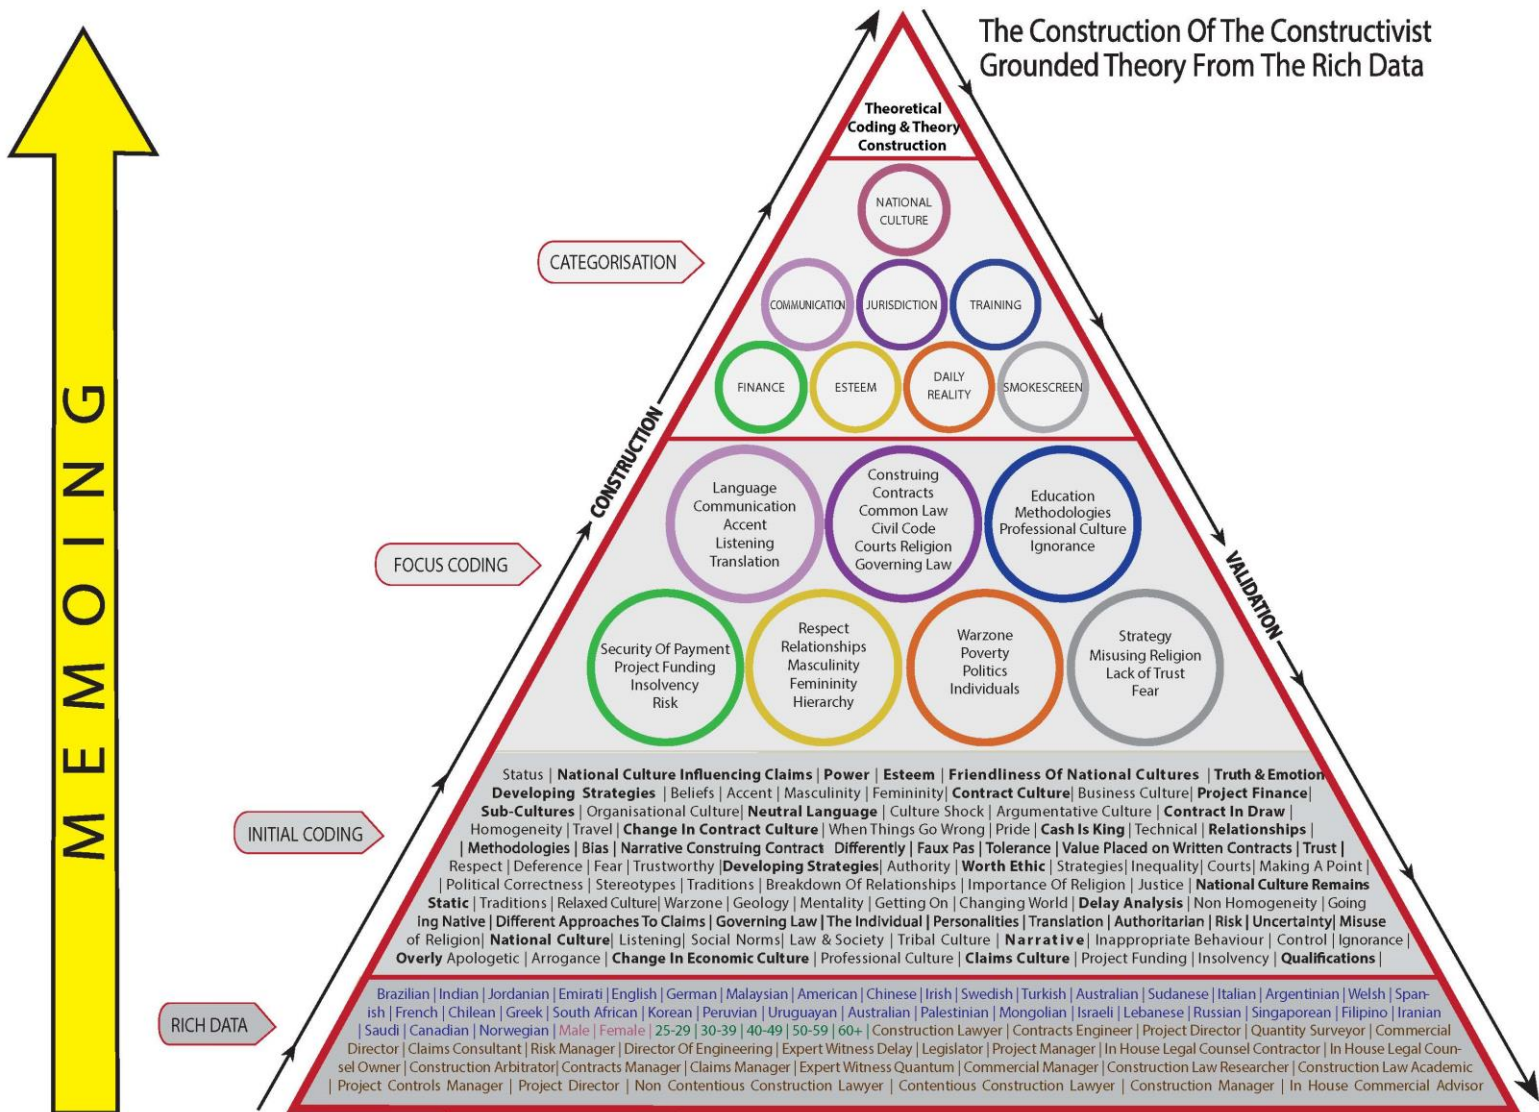 The Construction Of The Constructivist
Grounded Theory From The Rich Data
MEMOING
Theoretical
Coding & Theory
Construction
CATEGORISATION
NATIONAL
CULTURE
COMMUNICATION
JURISDICTION
TRAINING
FINANCE
ESTEEM
DAILY
REALITY
SMOKESCREEN
CONSTRUCTION
VALIDATION
FOCUS CODING
Language
Communication
Accent
Listening
Translation
Construing
Contracts
Common Law
Civil Code
Courts Religion
Governing Law
Education
Methodologies
Professional Culture
Ignorance
Security Of Payment
Project Funding
Insolvency
Risk
Respect
Relationships
Masculinity
Femininity
Hierarchy
Warzone
Poverty
Politics
Individuals
Strategy
Misusing Religion
Lack of Trust
Fear
INITIAL CODING
Status | National Culture Influencing Claims | Power | Esteem | Friendliness Of National Cultures | Truth & Emotion
Developing Strategies | Beliefs | Accent | Masculinity | Femininity| Contract Culture| Business Culture| Project Finance|
Sub-Cultures | Organisational Culture| Neutral Language | Culture Shock | Argumentative Culture | Contract In Draw |
Homogeneity | Travel | Change In Contract Culture | When Things Go Wrong | Pride | Cash Is King | Technical | Relationships |
| Methodologies | Bias | Narrative Construing Contract Differently | Faux Pas | Tolerance | Value Placed on Written Contracts | Trust |
Respect | Deference | Fear | Trustworthy |Developing Strategies| Authority | Worth Ethic | Strategies| Inequality| Courts| Making A Point |
| Political Correctness | Stereotypes | Traditions | Breakdown Of Relationships | Importance Of Religion | Justice | National Culture Remains
Static | Traditions | Relaxed Culture| Warzone | Geology | Mentality | Getting On | Changing World | Delay Analysis | Non Homogeneity | Going
ing Native | Different Approaches To Claims | Governing Law | The Individual | Personalities | Translation | Authoritarian | Risk | Uncertainty| Misuse
of Religion| National Culture| Listening| Social Norms| Law & Society | Tribal Culture | Narrative | Inappropriate Behaviour | Control | Ignorance |
Overly Apologetic | Arrogance | Change In Economic Culture | Professional Culture | Claims Culture | Project Funding | Insolvency | Qualifications |
RICH DATA
Brazilian | Indian | Jordanian | Emirati | English | German | Malaysian | American | Chinese | Irish | Swedish | Turkish | Australian | Sudanese | Italian | Argentinian | Welsh | Span-
ish | French | Chilean | Greek | South African | Korean | Peruvian | Uruguayan | Australian | Palestinian | Mongolian | Israeli | Lebanese | Russian | Singaporean | Filipino | Iranian
| Saudi | Canadian | Norwegian | Male | Female | 25-29 | 30-39 | 40-49 | 50-59 | 60+ | Construction Lawyer | Contracts Engineer | Project Director | Quantity Surveyor | Commercial
Director | Claims Consultant | Risk Manager | Director Of Engineering | Expert Witness Delay | Legislator | Project Manager | In House Legal Counsel Contractor | In House Legal Coun-
sel Owner | Construction Arbitrator| Contracts Manager | Claims Manager | Expert Witness Quantum | Commercial Manager | Construction Law Researcher | Construction Law Academic
| Project Controls Manager | Project Director | Non Contentious Construction Lawyer | Contentious Construction Lawyer | Construction Manager | In House Commercial Advisor